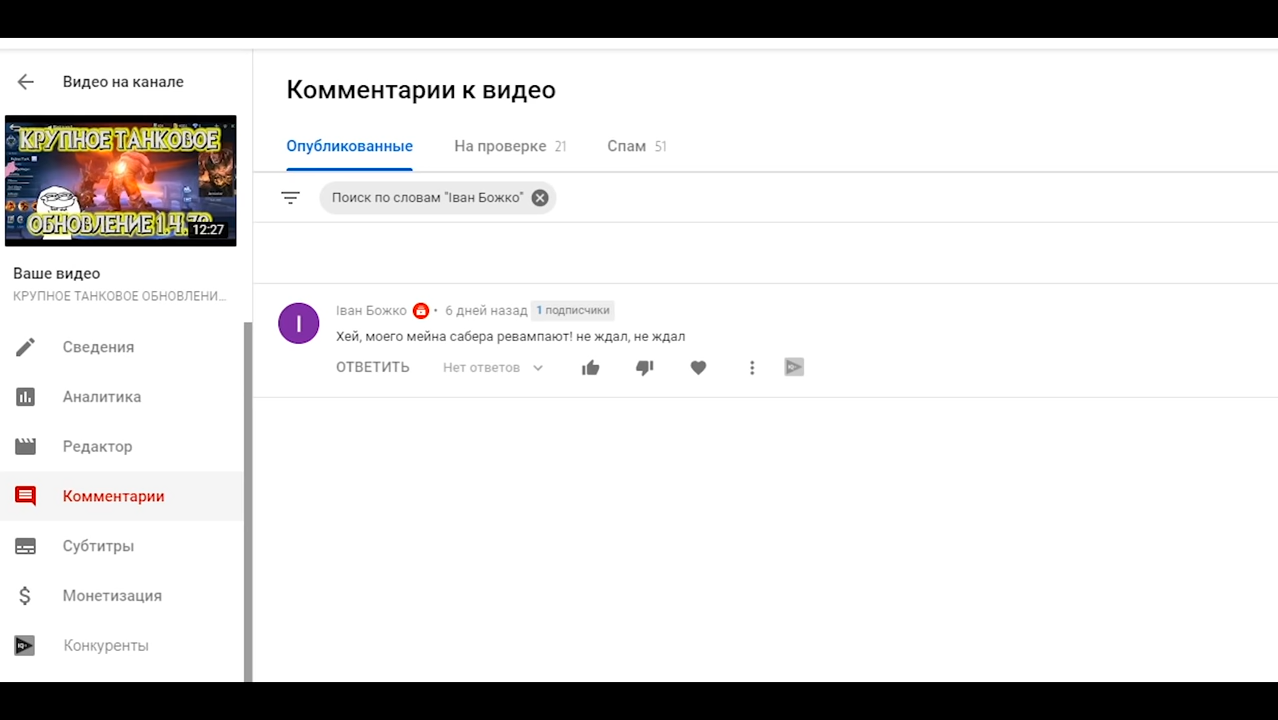 Видео на канале
КРУПНОЕ ТАНКОВОЕ
ОБНОВЛЕНИЕ 1.4.
12:27
Ваше видео
КРУПНОЕ ТАНКОВОЕ ОБНОВЛЕНИ...
Сведения
Аналитика
Редактор
Комментарии
Субтитры
Монетизация
Конкуренты
Комментарии к видео
Опубликованные
На проверке 21
Спам 51
Поиск по словам "Іван Божко"
І
Іван Божко • 6 дней назад 1 подписчики
Хей, моего мейна сабера ревампают! не ждал, не ждал
ОТВЕТИТЬ Нет ответов